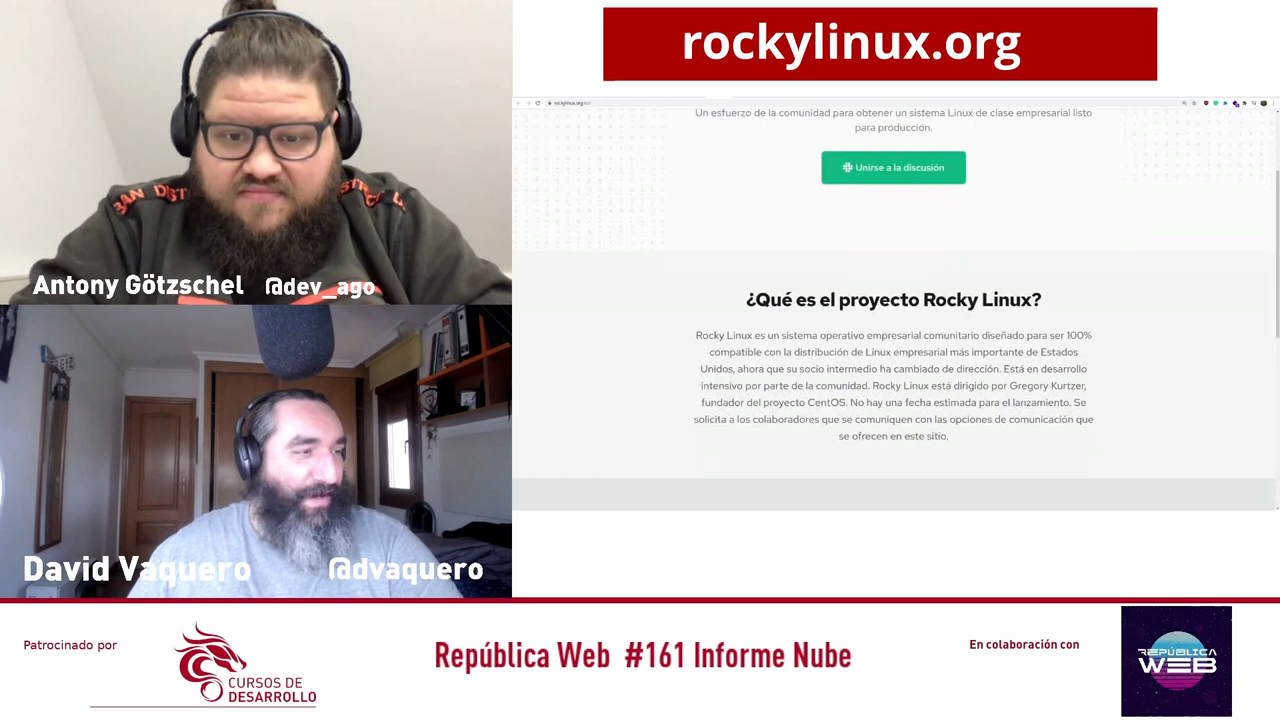 rockylinux.org
rockylinux.org/es/
Un esfuerzo de la comunidad para obtener un sistema Linux de clase empresarial listo
para producción.
Unirse a la discusión
¿Qué es el proyecto Rocky Linux?
Rocky Linux es un sistema operativo empresarial comunitario diseñado para ser 100%
compatible con la distribución de Linux empresarial más importante de Estados
Unidos, ahora que su socio intermedio ha cambiado de dirección. Está en desarrollo
intensivo por parte de la comunidad. Rocky Linux está dirigido por Gregory Kurtzer,
fundador del proyecto CentOS. No hay una fecha estimada para el lanzamiento. Se
solicita a los colaboradores que se comuniquen con las opciones de comunicación que
se ofrecen en este sitio.
Antony Götzschel @dev_ago
David Vaquero @dvaquero
Patrocinado por
CURSOS DE
DESARROLLO
República Web #161 Informe Nube
En colaboración con
REPÚBLICA
WEB